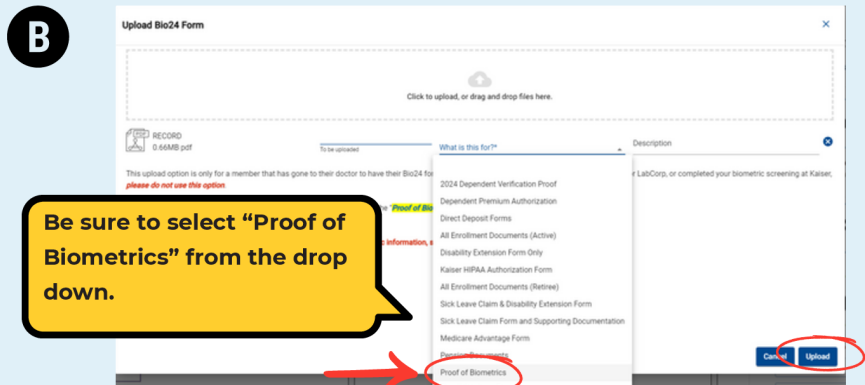 B
Upload Bio24 Form
×
Click to upload, or drag and drop files here.
PDF
RECORD
0.66MB pdf
To be uploaded
What is this for?*
Description
This upload option is only for a member that has gone to their doctor to have their Bio24 for
r LabCorp, or completed your biometric screening at Kaiser,
please do not use this option.
he "Proof of Bio
c information, s
2024 Dependent Verification Proof
Dependent Premium Authorization
Direct Deposit Forms
All Enrollment Documents (Active)
Disability Extension Form Only
Kaiser HIPAA Authorization Form
All Enrollment Documents (Retiree)
Sick Leave Claim & Disability Extension Form
Sick Leave Claim Form and Supporting Documentation
Medicare Advantage Form
Pension Documents
Proof of Biometrics
Be sure to select “Proof of
Biometrics” from the drop
down.
Cancel
Upload